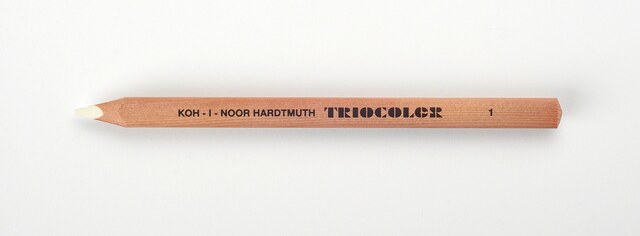 KOH - I - NOOR HARDTMUTH TRIOCOLOR 1